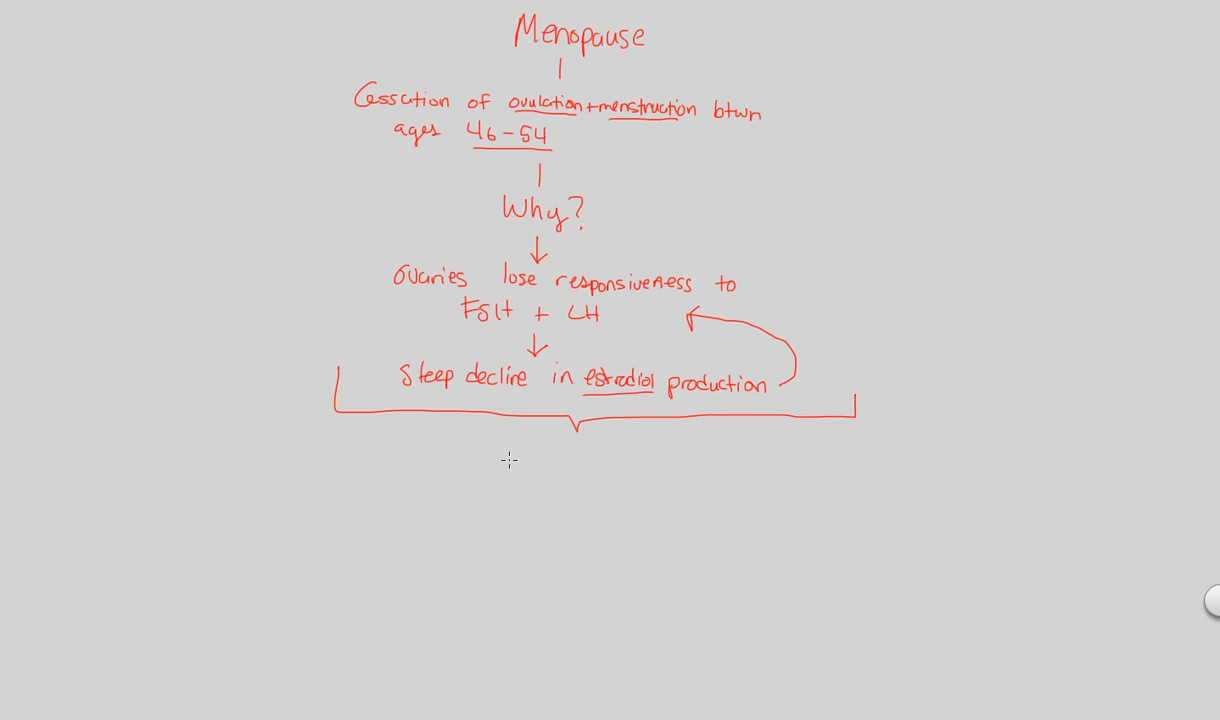 Menopause
Cessation of ovulation + menstruation btwn
ages 46-54
Why?
Ovaries lose responsiveness to
FSH + LH
Steep decline in estradiol production